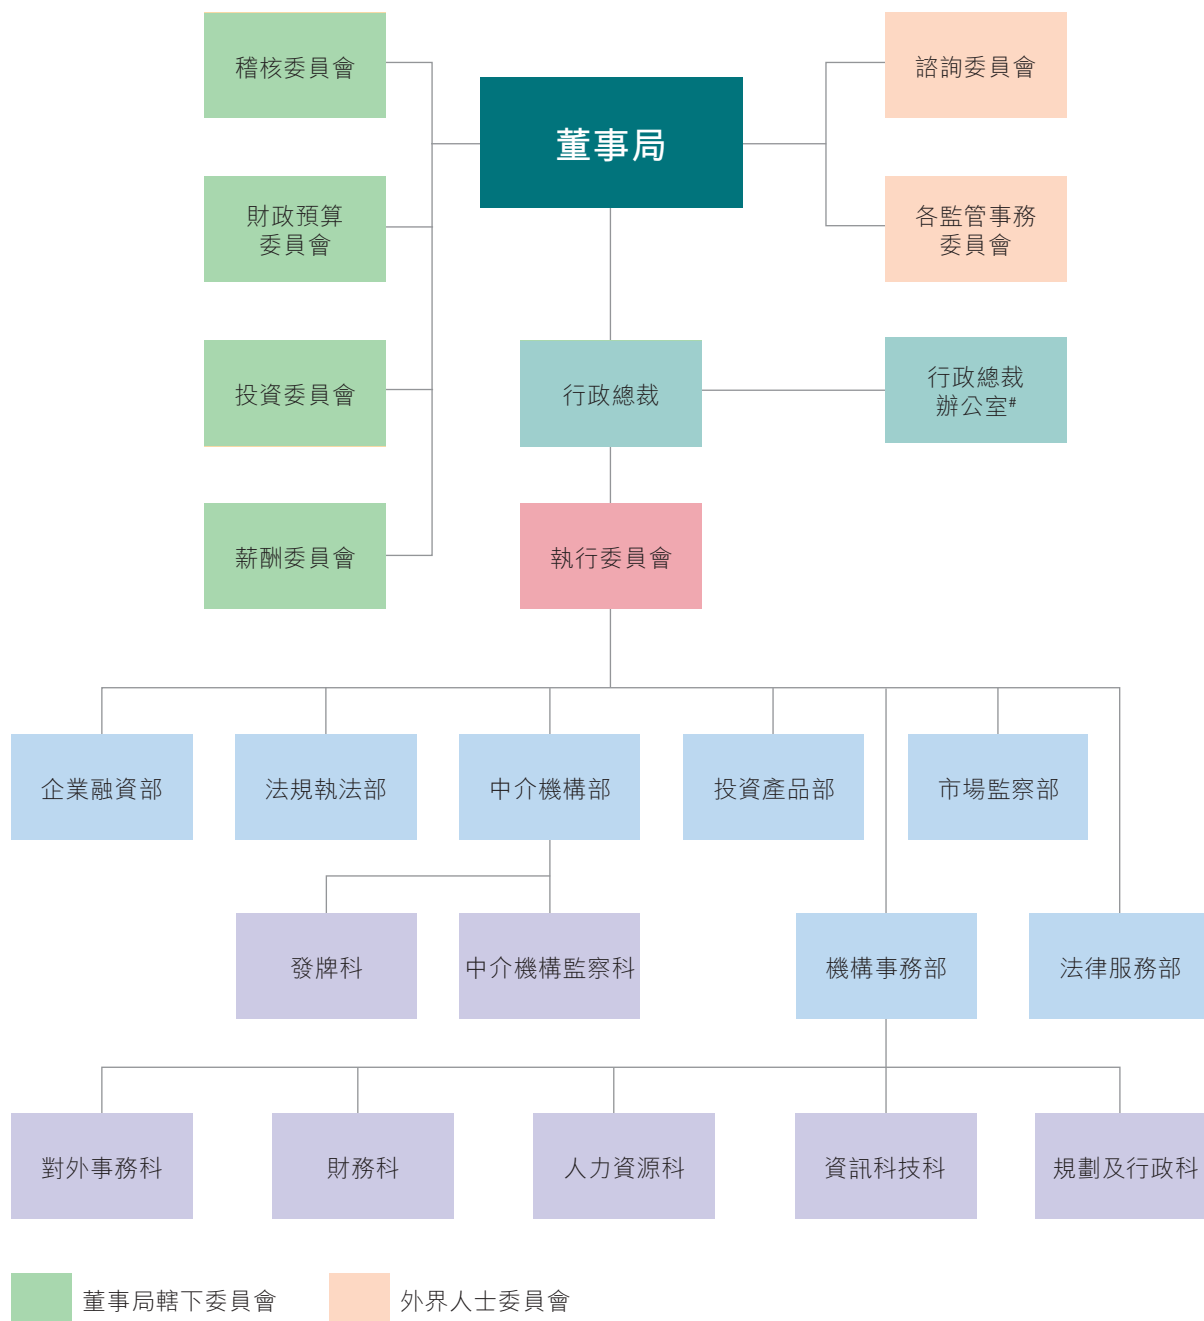 稽核委員會
諮詢委員會
董事局
財政預算
委員會
各監管事務
委員會
投資委員會
行政總裁
行政總裁
辦公室#
薪酬委員會
執行委員會
企業融資部
法規執法部
中介機構部
投資產品部
市場監察部
發牌科
中介機構監察科
機構事務部
法律服務部
對外事務科
財務科
人力資源科
資訊科技科
規劃及行政科
董事局轄下委員會
外界人士委員會